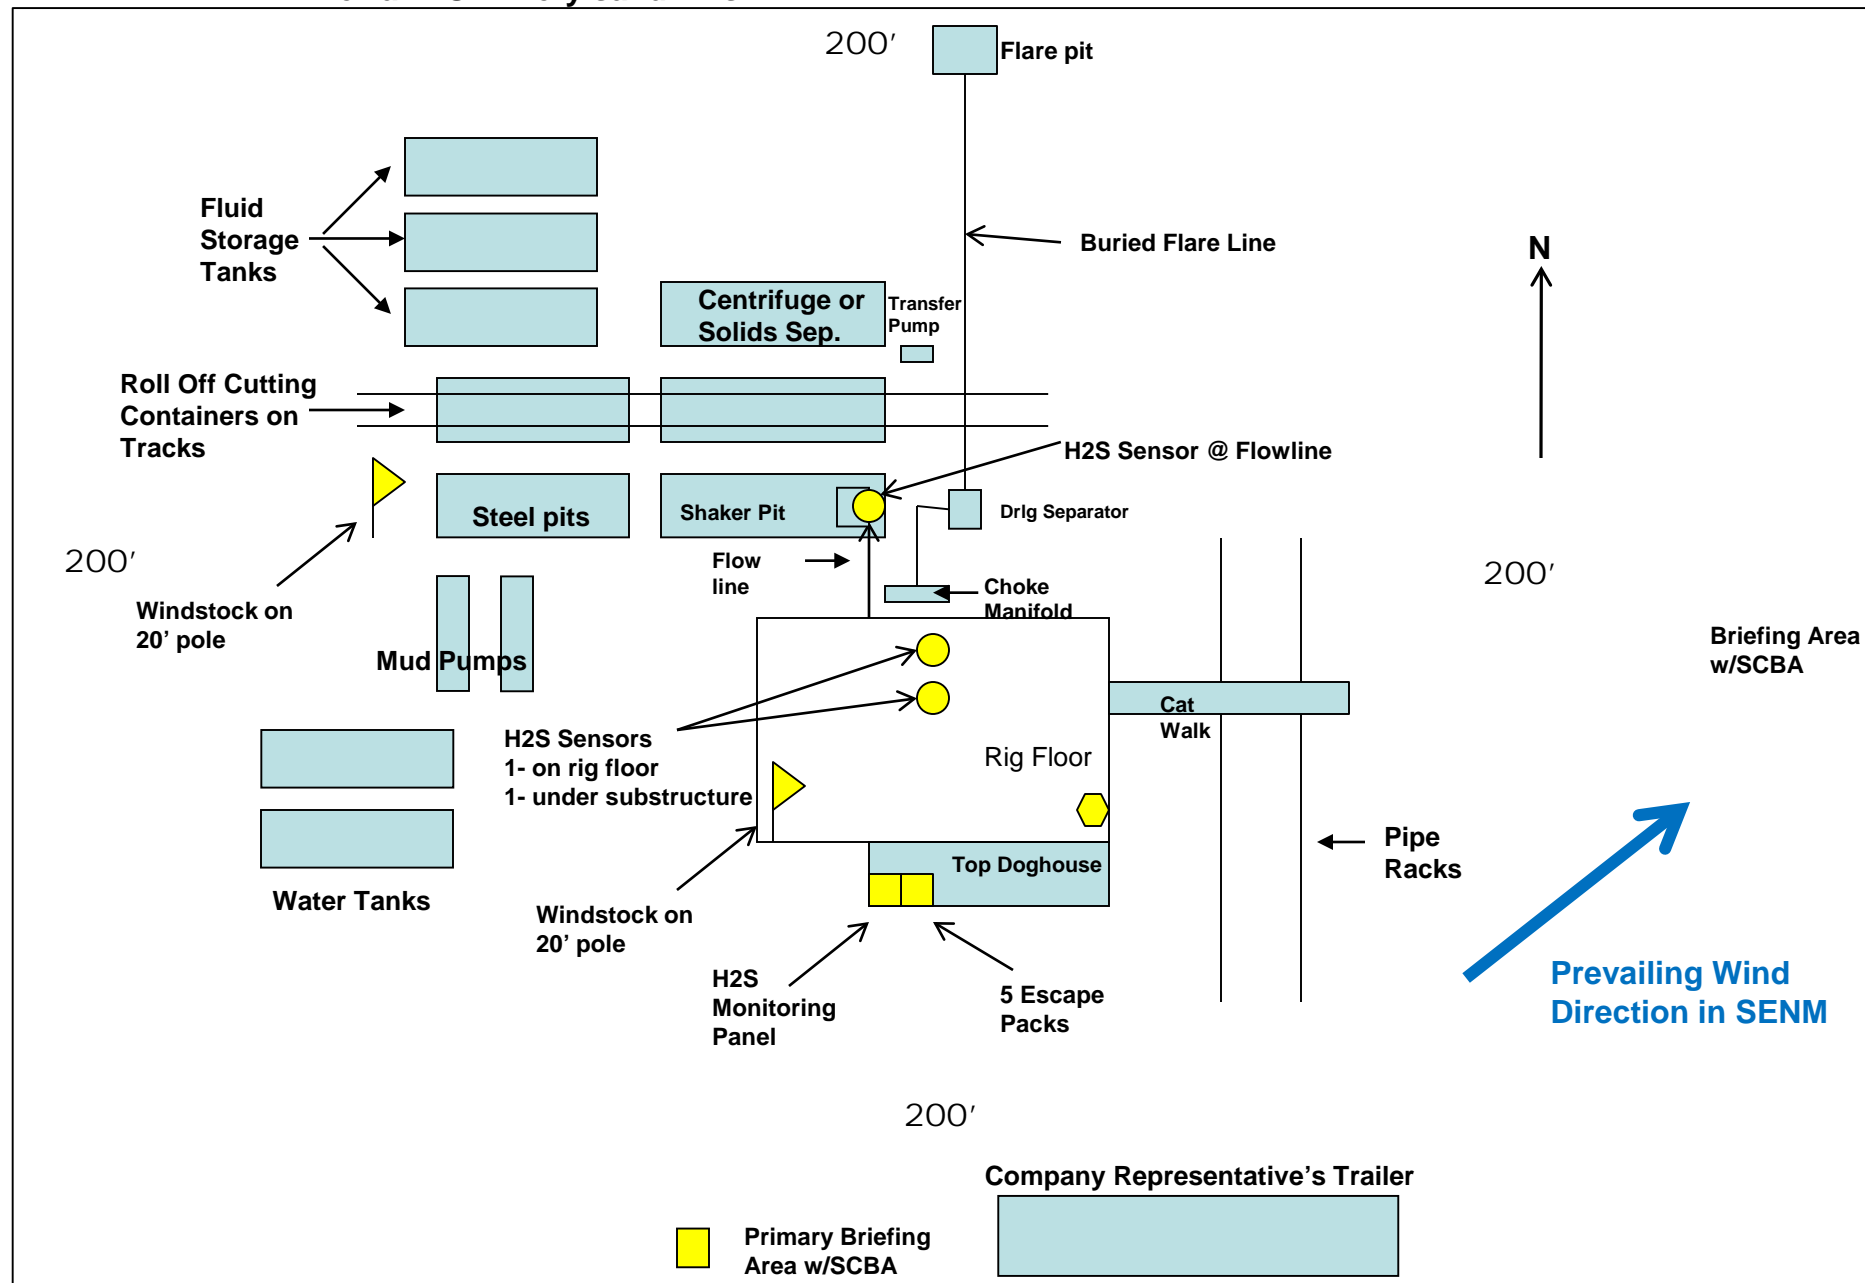 200'
Flare pit
Fluid
Storage
Tanks
Buried Flare Line
N
Centrifuge or
Solids Sep.
Transfer
Pump
Roll Off Cutting
Containers on
Tracks
H2S Sensor @ Flowline
Steel pits
Shaker Pit
Drlg Separator
200'
Flow
line
200'
Windstock on
20' pole
Choke
Manifold
Briefing Area
w/SCBA
Mud Pumps
Cat
Walk
H2S Sensors
1- on rig floor
1- under substructure
Rig Floor
Pipe
Racks
Top Doghouse
Water Tanks
Windstock on
20' pole
H2S
Monitoring
Panel
5 Escape
Packs
Prevailing Wind
Direction in SENM
200'
Company Representative’s Trailer
Primary Briefing
Area w/SCBA